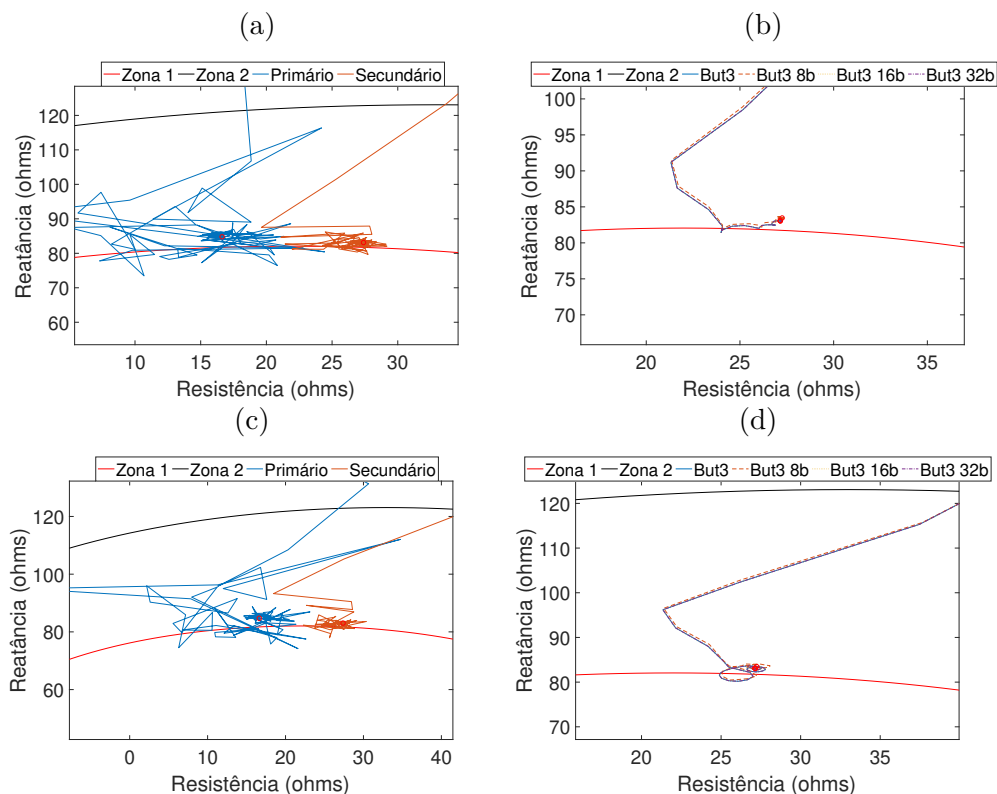 (a)
Zona 1 Zona 2 Primário Secundário
120
110
100
90
80
70
60
Reatância (ohms)
10 15 20 25 30
Resistência (ohms)
(b)
Zona 1 Zona 2 But3 But3 8b But3 16b But3 32b
100
95
90
85
80
75
70
Reatância (ohms)
20 25 30 35
Resistência (ohms)
(c)
Zona 1 Zona 2 Primário Secundário
120
100
80
60
Reatância (ohms)
0 10 20 30 40
Resistência (ohms)
(d)
Zona 1 Zona 2 But3 But3 8b But3 16b But3 32b
120
110
100
90
80
70
Reatância (ohms)
20 25 30 35
Resistência (ohms)